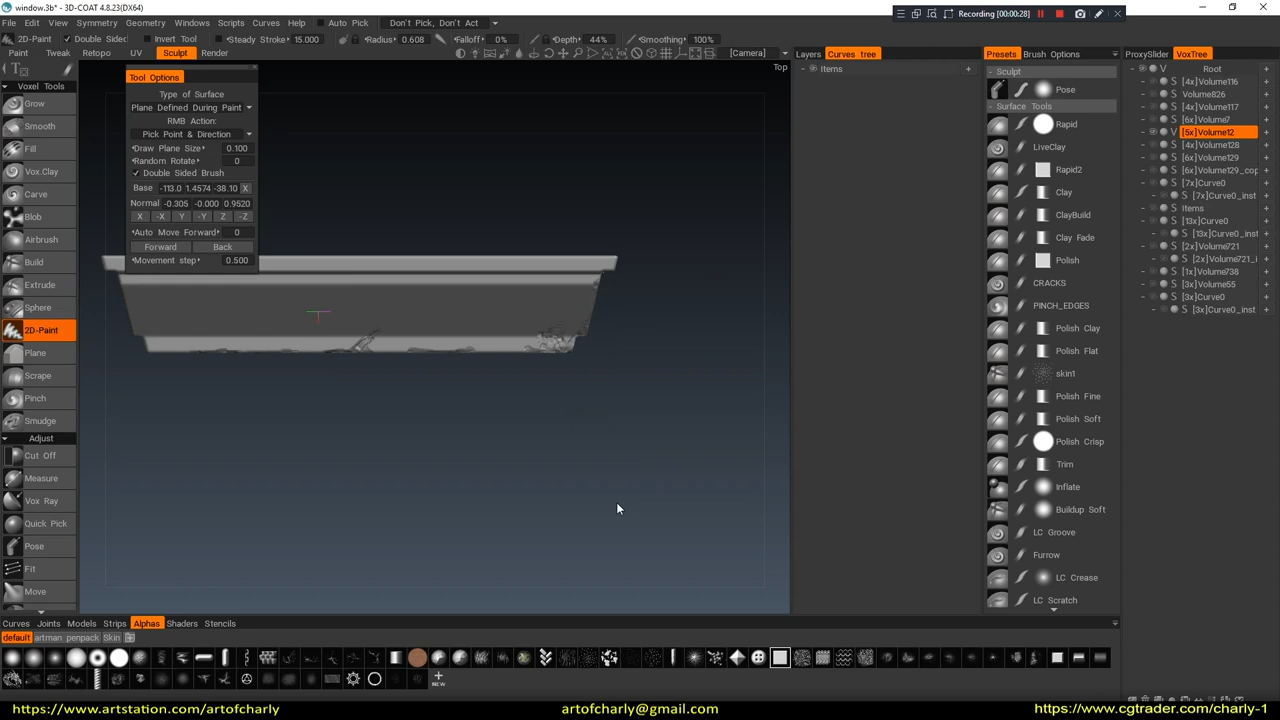 window.3b* - 3D-COAT 4.8.23(DX64)
Recording [00:00:28]
File Edit View Symmetry Geometry Windows Scripts Curves Help Auto Pick Don't Pick, Don't Act
2D-Paint Double Sided Invert Tool Steady Stroke 15.000 Radius 0.608 Falloff 0% Depth 44% Smoothing 100% [Camera]
Layers Curves tree Presets Brush Options ProxySlider VoxTree
Paint Tweak Retopo UV Sculpt Render
Top
Voxel Tools
Grow
Smooth
Fill
Vox.Clay
Carve
Blob
Airbrush
Build
Extrude
Sphere
2D-Paint
Plane
Scrape
Pinch
Smudge
Adjust
Cut Off
Measure
Vox Ray
Quick Pick
Pose
Fit
Move
Tool Options
Type of Surface
Plane Defined During Paint
RMB Action:
Pick Point & Direction
Draw Plane Size 0.100
Random Rotate 0
Double Sided Brush
Base -113.0 1.4574 -38.10 X
Normal -0.305 -0.000 0.9520
X -X Y -Y Z -Z
Auto Move Forward 0
Forward Back
Movement step 0.500
Items +
- Sculpt
Pose
- Surface Tools
Rapid
LiveClay
Rapid2
Clay
ClayBuild
Clay Fade
Polish
CRACKS
PINCH_EDGES
Polish Clay
Polish Flat
skin1
Polish Fine
Polish Soft
Polish Crisp
Trim
Inflate
Buildup Soft
LC Groove
Furrow
LC Crease
LC Scratch
V Root +
S [4x]Volume116 +
S Volume826 +
S [4x]Volume117 +
S [6x]Volume7 +
V [5x]Volume12 +
S [4x]Volume128 +
S [6x]Volume129 +
S [6x]Volume129_cop +
S [7x]Curve0 +
S [7x]Curve0_inst +
S Items +
S [13x]Curve0 +
S [13x]Curve0_inst +
S [2x]Volume721 +
S [2x]Volume721_i +
S [1x]Volume738 +
S [3x]Volume55 +
S [3x]Curve0 +
S [3x]Curve0_inst +
Curves Joints Models Strips Alphas Shaders Stencils
default artman penpack Skin
NEW
https://www.artstation.com/artofcharly artofcharly@gmail.com https://www.cgtrader.com/charly-1